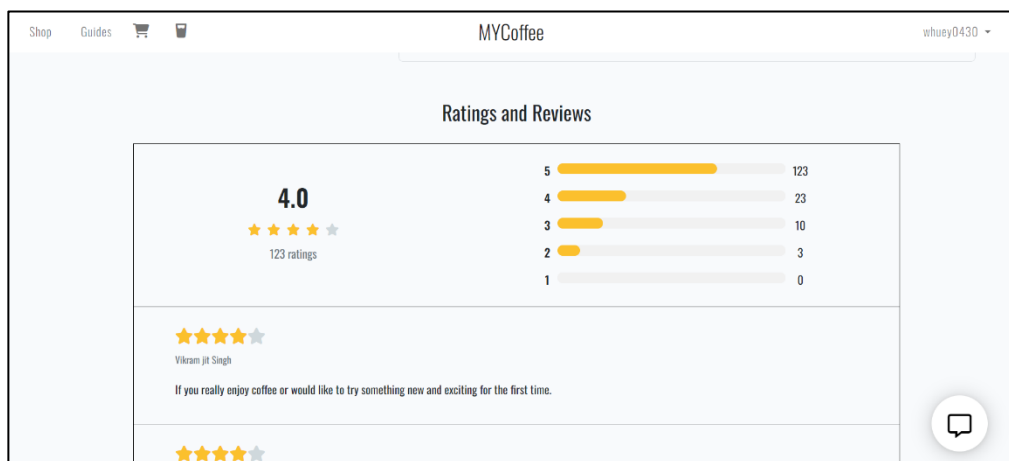 Shop Guides MYCoffee whuey0430
Ratings and Reviews
4.0
123 ratings
5 123
4 23
3 10
2 3
1 0
Vikram jit Singh
If you really enjoy coffee or would like to try something new and exciting for the first time.